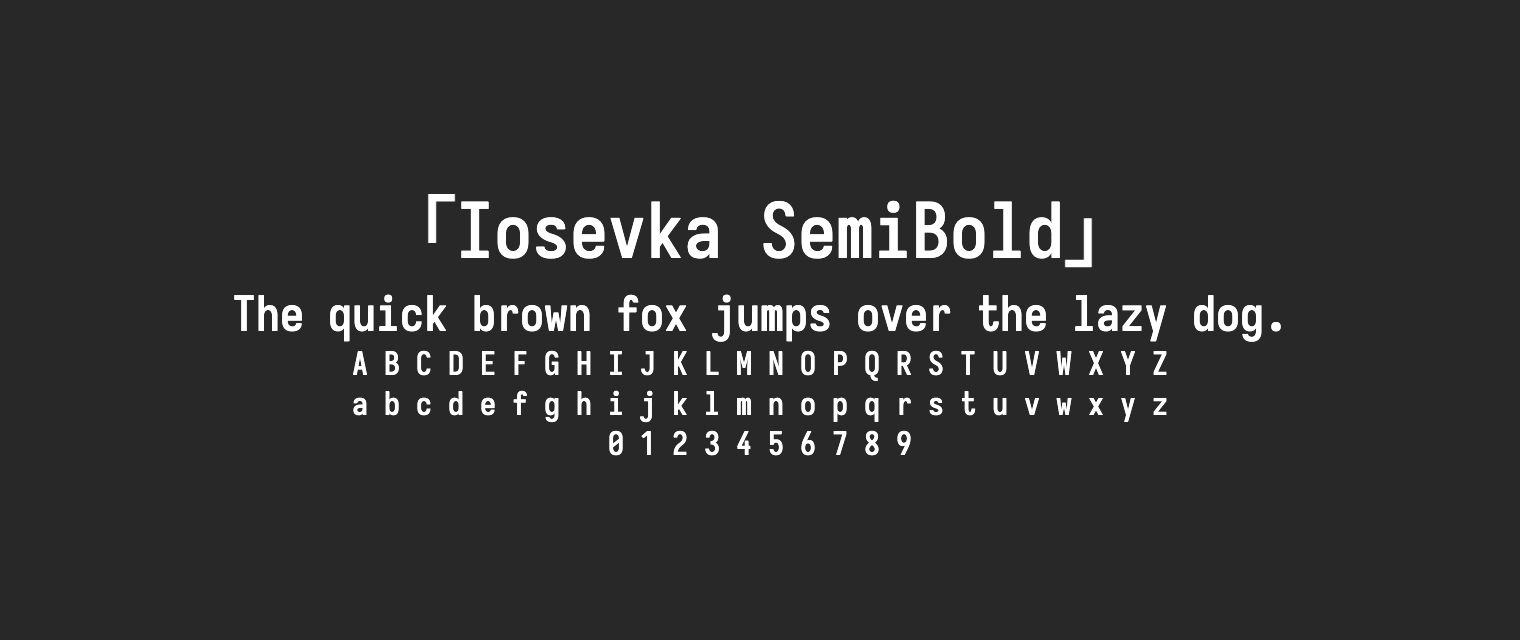 「Iosevka SemiBold」
The quick brown fox jumps over the lazy dog.
A B C D E F G H I J K L M N O P Q R S T U V W X Y Z
a b c d e f g h i j k l m n o p q r s t u v w x y z
0 1 2 3 4 5 6 7 8 9